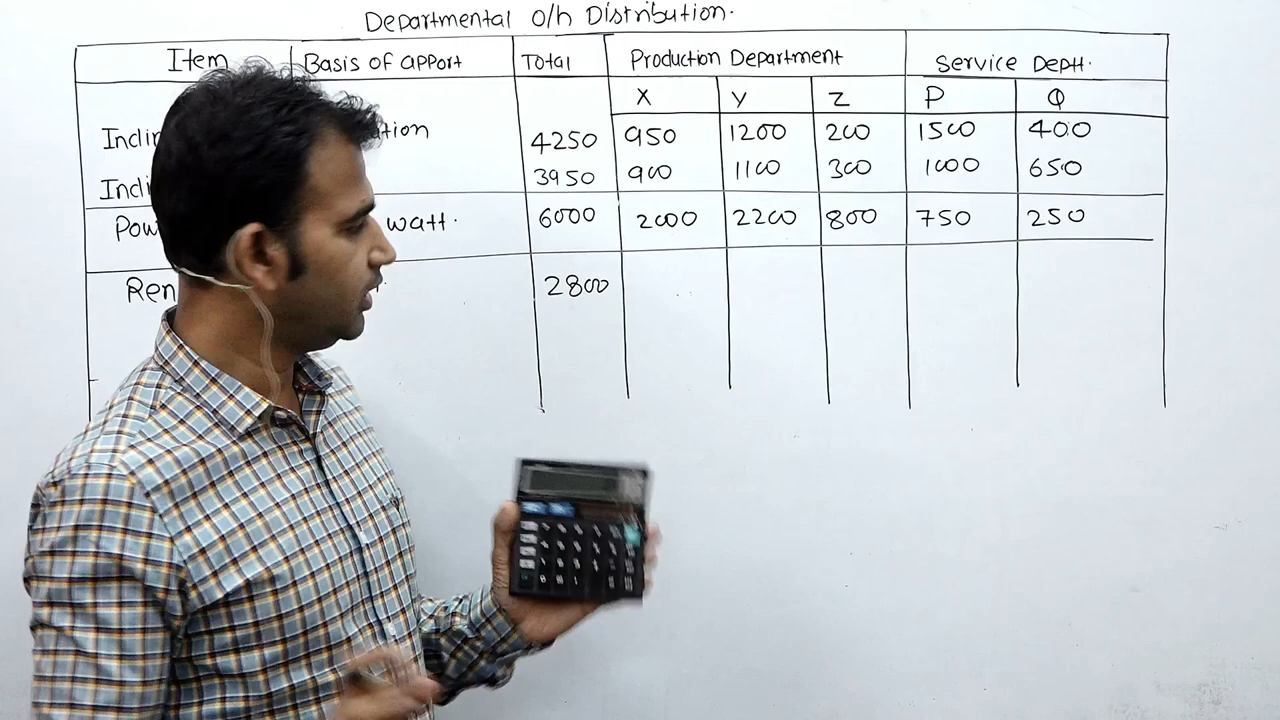 Departmental o/h Distribution.
Item Basis of apport Total Production Department Service Deptt.
X Y Z P Q
4250 950 1200 200 1500 400
3950 900 1100 300 1000 650
watt. 6000 2000 2200 800 750 250
2800